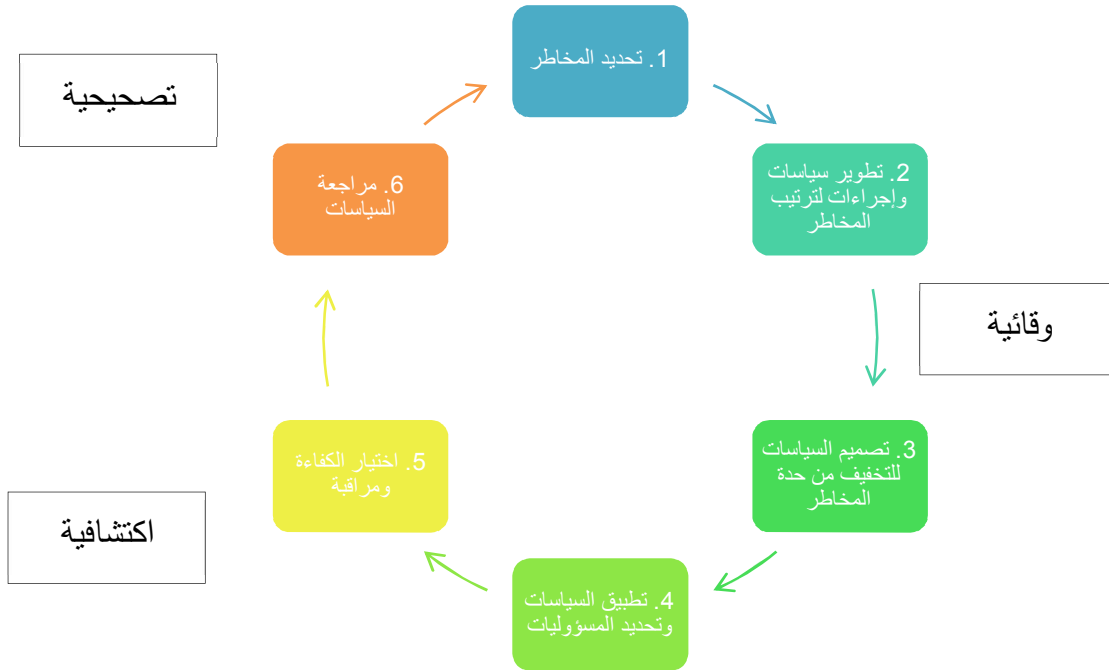 1. تحديد المخاطر
تصحيحية
2. تطوير سياسات
وإجراءات لترتيب
المخاطر
6. مراجعة
السياسات
وقائية
3. تصميم السياسات
للتخفيف من حدة
المخاطر
5. اختيار الكفاءة
ومراقبة
اكتشافية
4. تطبيق السياسات
وتحديد المسؤوليات